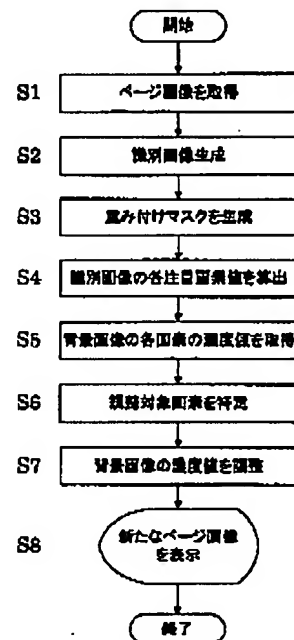 開始
S1 ページ画像を取得
S2 識別画像生成
S3 重み付けマスクを生成
S4 識別画像の各注目画素値を算出
S5 背景画像の各画素の濃度値を取得
S6 調整対象画素を特定
S7 背景画像の濃度値を調整
S8 新たなページ画像
を表示
終了